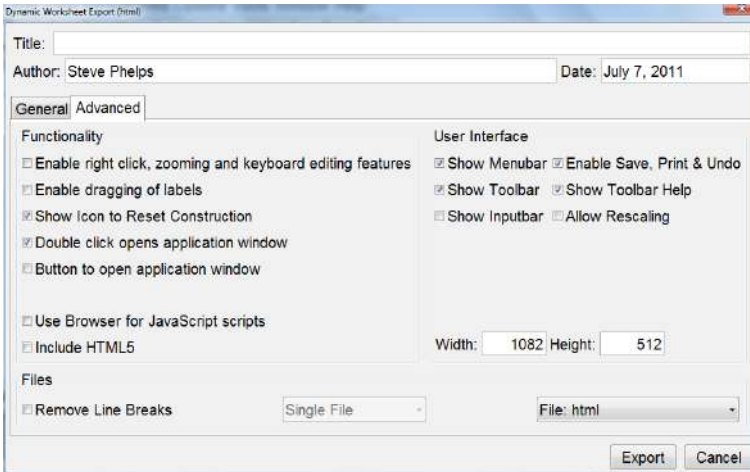 Dynamic Worksheet Export (html)
Title:
Author: Steve Phelps Date: July 7, 2011
General Advanced
Functionality
Enable right click, zooming and keyboard editing features
Enable dragging of labels
Show Icon to Reset Construction
Double click opens application window
Button to open application window
Use Browser for JavaScript scripts
Include HTML5
User Interface
Show Menubar Enable Save, Print & Undo
Show Toolbar Show Toolbar Help
Show Inputbar Allow Rescaling
Width: 1082 Height: 512
Files
Remove Line Breaks Single File File: html
Export Cancel